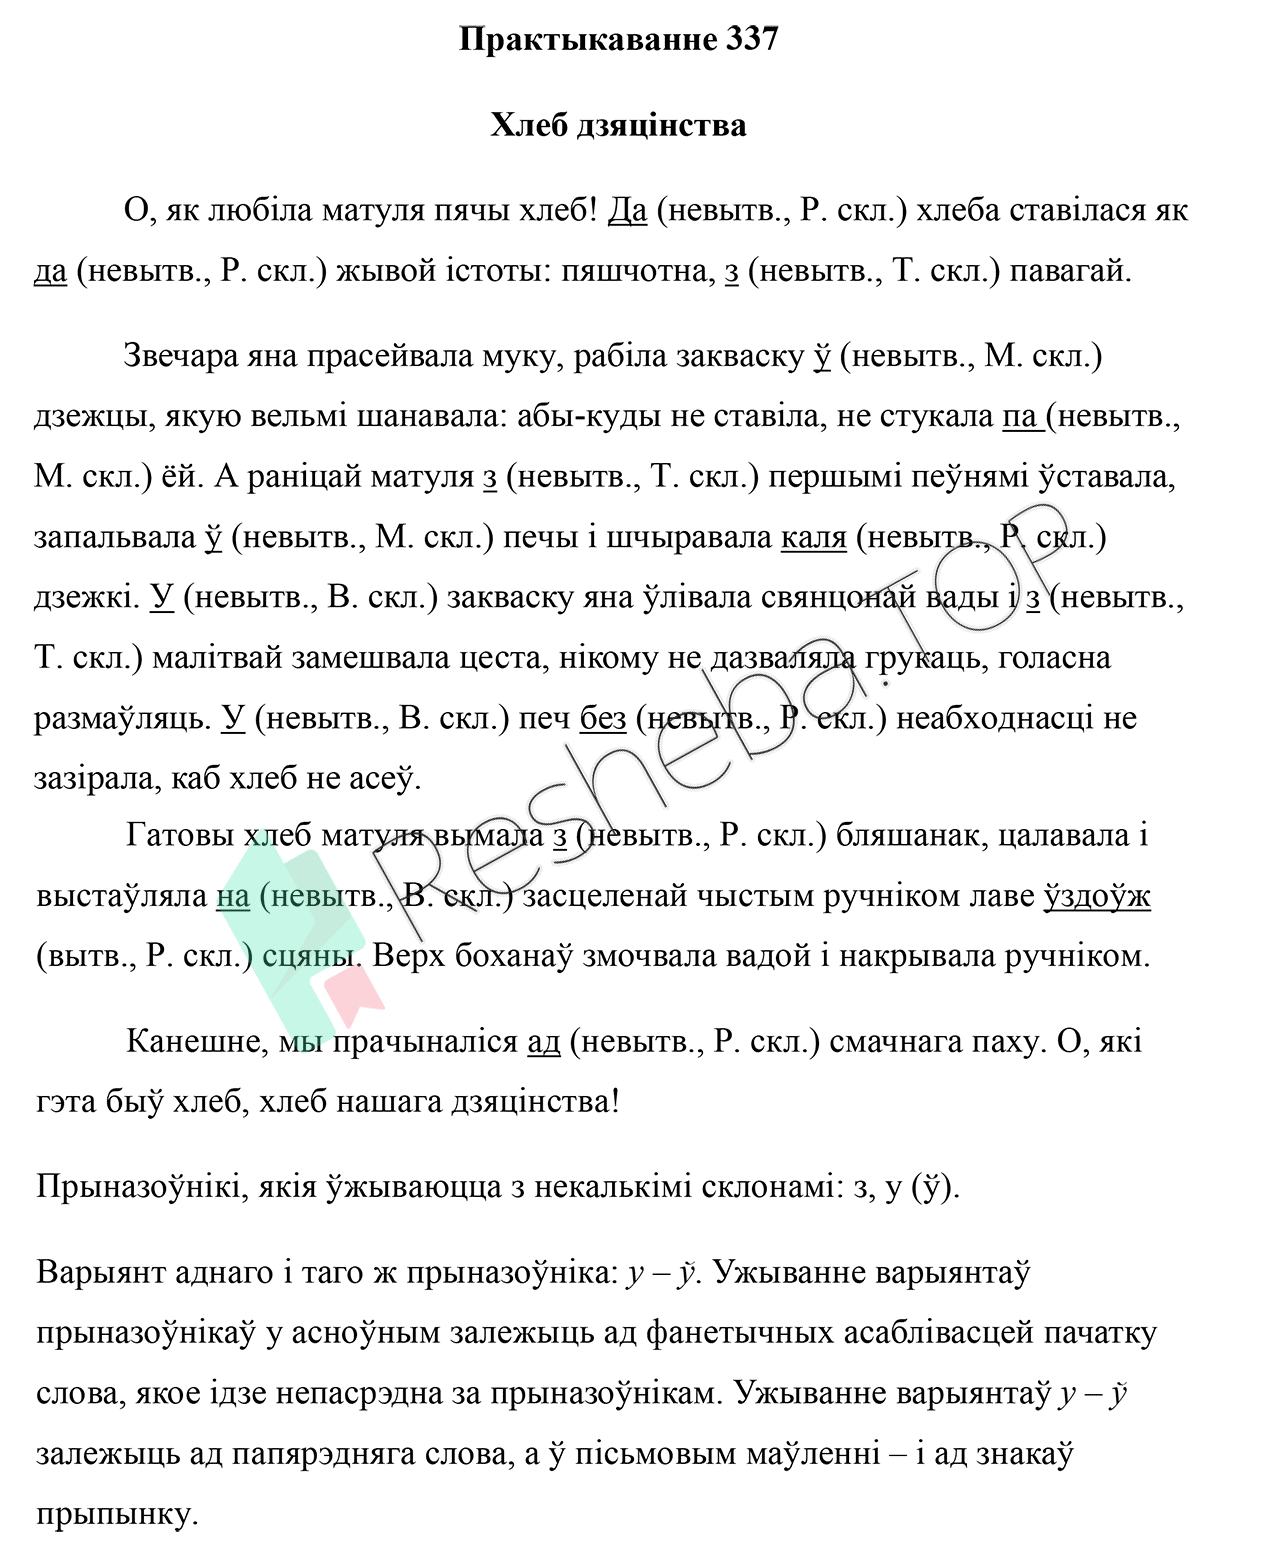 Практыкаванне 337
Хлеб дзяцінства
О, як любіла матуля пячы хлеб! Да (невытв., Р. скл.) хлеба ставілася як
да (невытв., Р. скл.) жывой істоты: пяшчотна, з (невытв., Т. скл.) павагай.
Звечара яна прасейвала муку, рабіла закваску ў (невытв., М. скл.)
дзежцы, якую вельмі шанавала: абы-куды не ставіла, не стукала па (невытв.,
М. скл.) ёй. А раніцай матуля з (невытв., Т. скл.) першымі пеўнямі ўставала,
запальвала ў (невытв., М. скл.) печы і шчыравала каля (невытв., Р. скл.)
дзежкі. У (невытв., В. скл.) закваску яна ўлівала свянцонай вады і з (невытв.,
Т. скл.) малітвай замешвала цеста, нікому не дазваляла грукаць, голасна
размаўляць. У (невытв., В. скл.) печ без (невытв., Р. скл.) неабходнасці не
зазірала, каб хлеб не асеў.
Гатовы хлеб матуля вымала з (невытв., Р. скл.) бляшанак, цалавала і
выстаўляла на (невытв., В. скл.) засцеленай чыстым ручніком лаве ўздоўж
(вытв., Р. скл.) сцяны. Верх боханаў змочвала вадой і накрывала ручніком.
Канешне, мы прачыналіся ад (невытв., Р. скл.) смачнага паху. О, які
гэта быў хлеб, хлеб нашага дзяцінства!
Прыназоўнікі, якія ўжываюцца з некалькімі склонамі: з, у (ў).
Варыянт аднаго і таго ж прыназоўніка: у – ў. Ужыванне варыянтаў
прыназоўнікаў у асноўным залежыць ад фанетычных асаблівасцей пачатку
слова, якое ідзе непасрэдна за прыназоўнікам. Ужыванне варыянтаў у – ў
залежыць ад папярэдняга слова, а ў пісьмовым маўленні – і ад знакаў
прыпынку.
Resheba.TOP